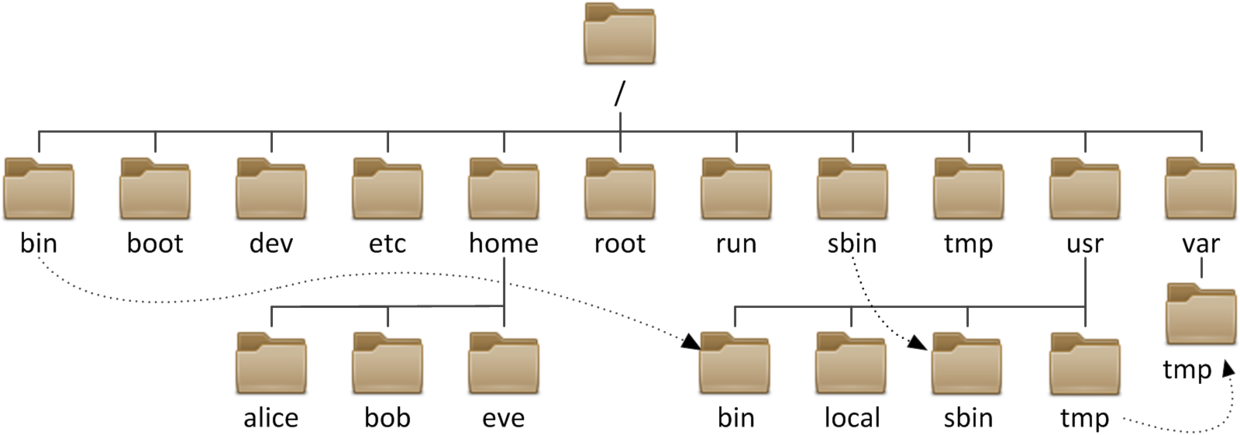 /
bin boot dev etc home root run sbin tmp usr var
tmp
alice bob eve bin local sbin tmp